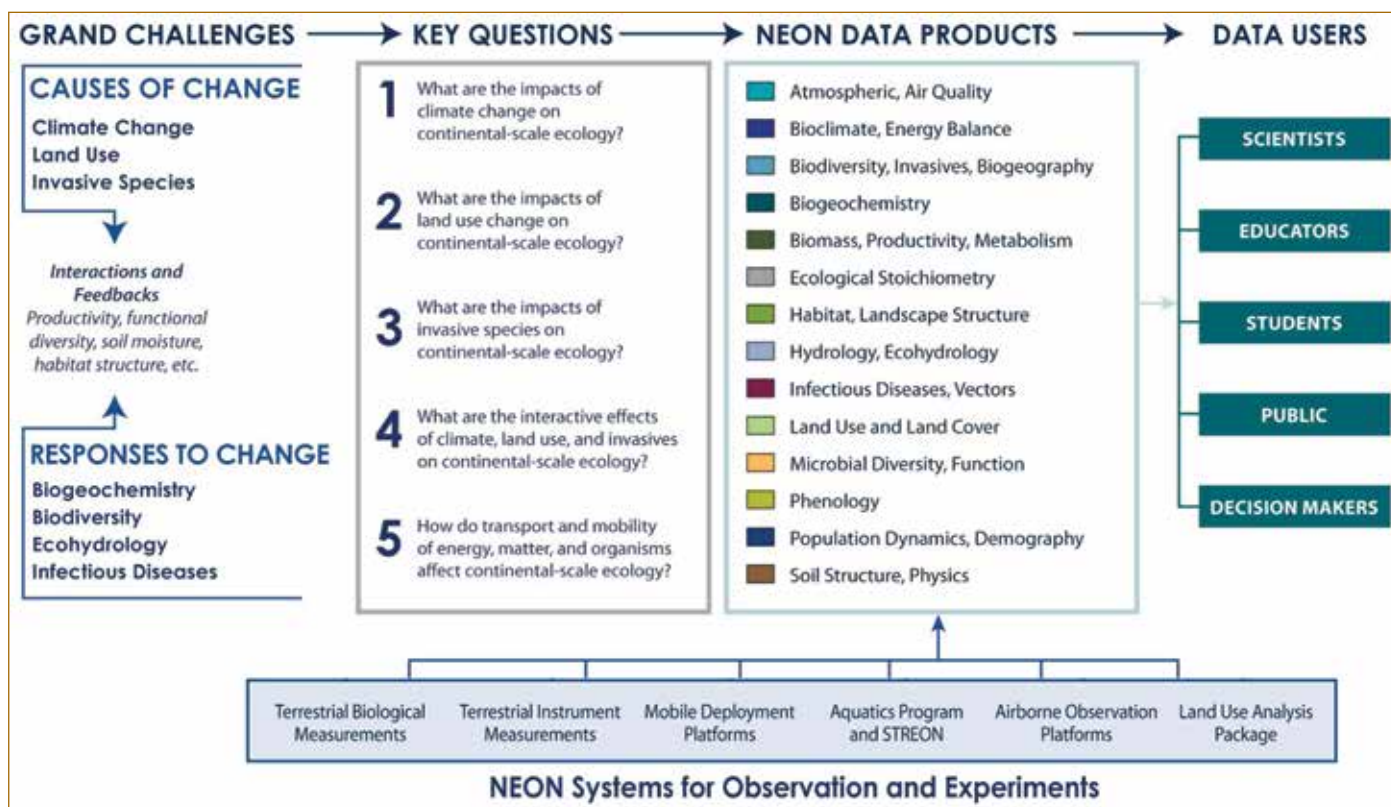 GRAND CHALLENGES
KEY QUESTIONS
NEON DATA PRODUCTS
DATA USERS
CAUSES OF CHANGE
Climate Change
Land Use
Invasive Species
Interactions and
Feedbacks
Productivity, functional
diversity, soil moisture,
habitat structure, etc.
RESPONSES TO CHANGE
Biogeochemistry
Biodiversity
Ecohydrology
Infectious Diseases
1 What are the impacts of
climate change on
continental-scale ecology?
2 What are the impacts of
land use change on
continental-scale ecology?
3 What are the impacts of
invasive species on
continental-scale ecology?
4 What are the interactive effects
of climate, land use, and invasives
on continental-scale ecology?
5 How do transport and mobility
of energy, matter, and organisms
affect continental-scale ecology?
Atmospheric, Air Quality
Bioclimate, Energy Balance
Biodiversity, Invasives, Biogeography
Biogeochemistry
Biomass, Productivity, Metabolism
Ecological Stoichiometry
Habitat, Landscape Structure
Hydrology, Ecohydrology
Infectious Diseases, Vectors
Land Use and Land Cover
Microbial Diversity, Function
Phenology
Population Dynamics, Demography
Soil Structure, Physics
SCIENTISTS
EDUCATORS
STUDENTS
PUBLIC
DECISION MAKERS
Terrestrial Biological
Measurements
Terrestrial Instrument
Measurements
Mobile Deployment
Platforms
Aquatics Program
and STREON
Airborne Observation
Platforms
Land Use Analysis
Package
NEON Systems for Observation and Experiments